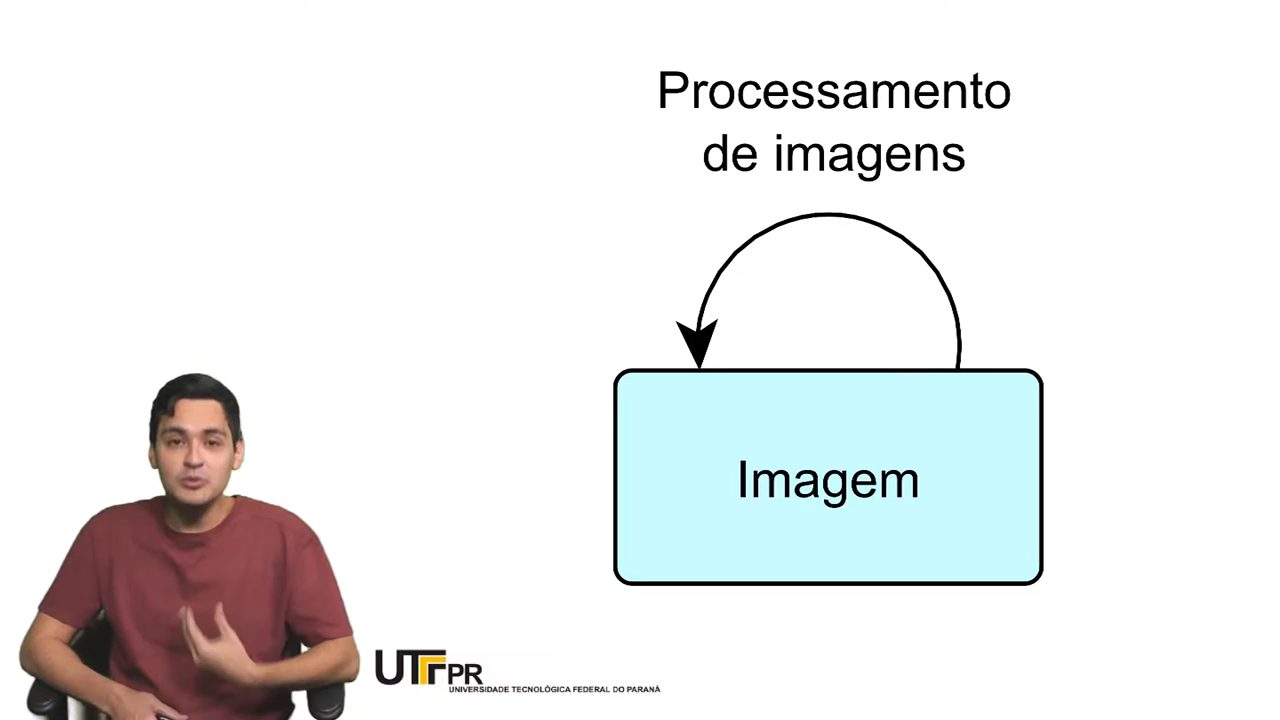 Processamento
de imagens
Imagem
UTFPR
UNIVERSIDADE TECNOLÓGICA FEDERAL DO PARANÁ